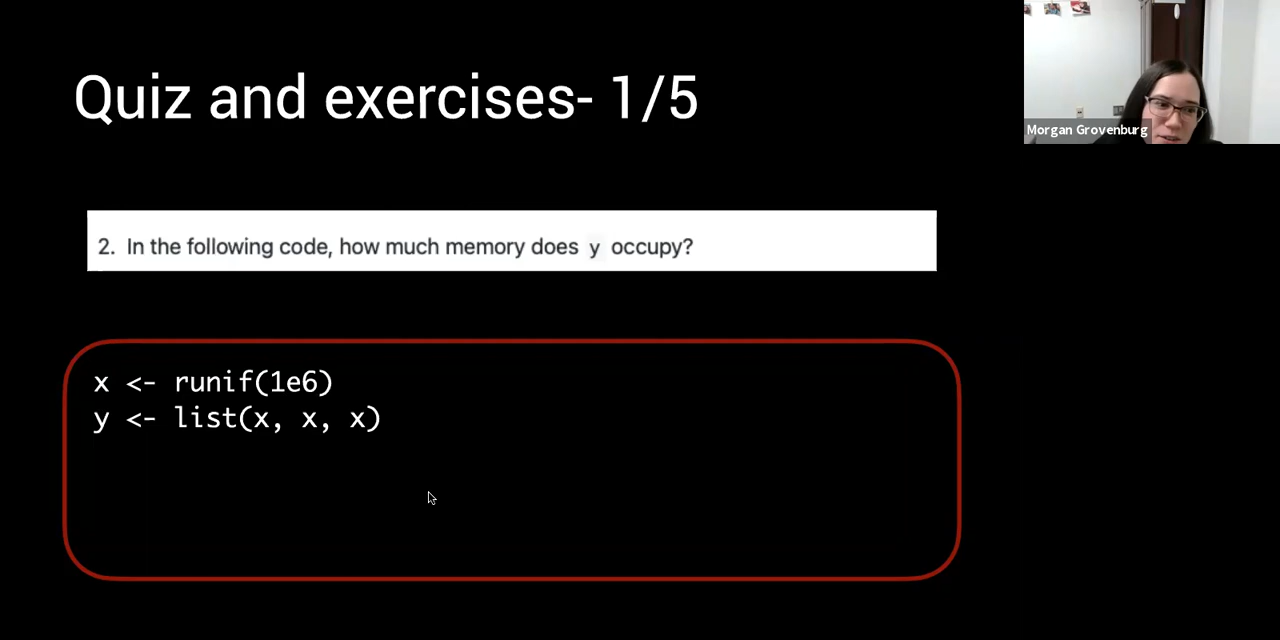 Quiz and exercises- 1/5
Morgan Grovenburg
2. In the following code, how much memory does y occupy?
x <- runif(1e6)
y <- list(x, x, x)